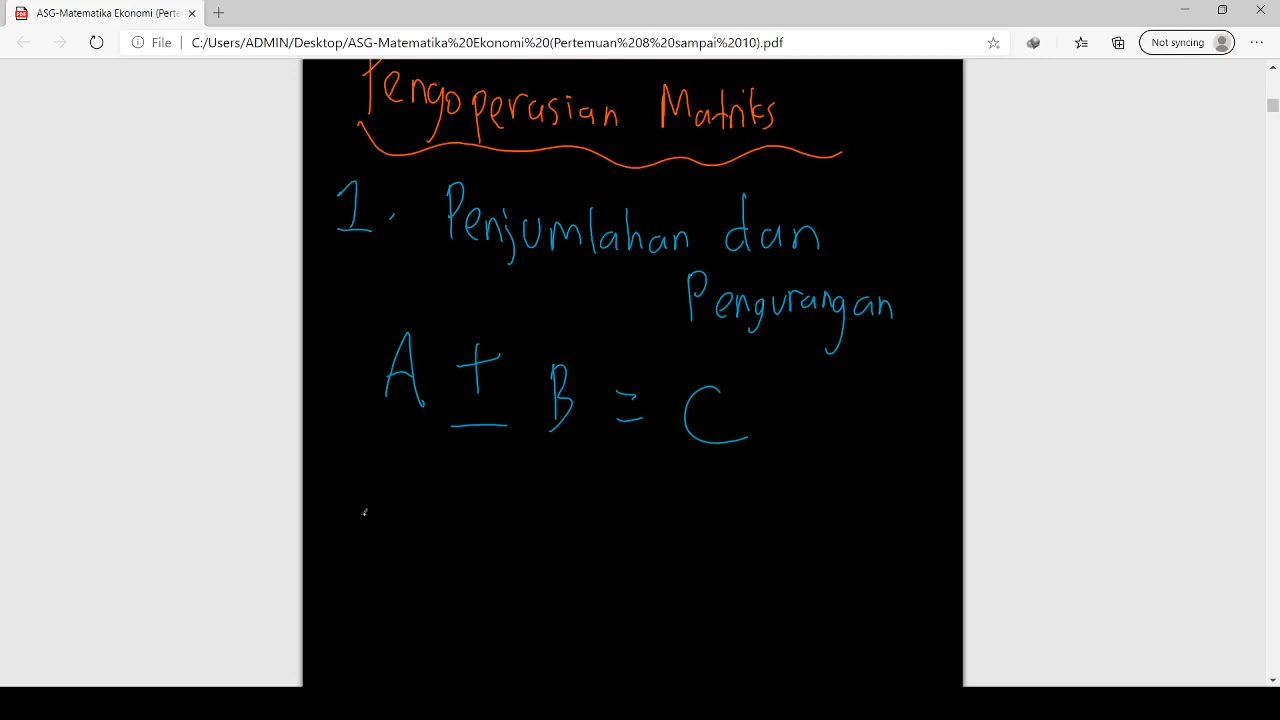 ASG-Matematika Ekonomi (Perte
File
C:/Users/ADMIN/Desktop/ASG-Matematika%20Ekonomi%20(Pertemuan%208%20sampai%2010).pdf
Not syncing
Pengoperasian Matriks
1. Penjumlahan dan
Pengurangan
A ± B = C